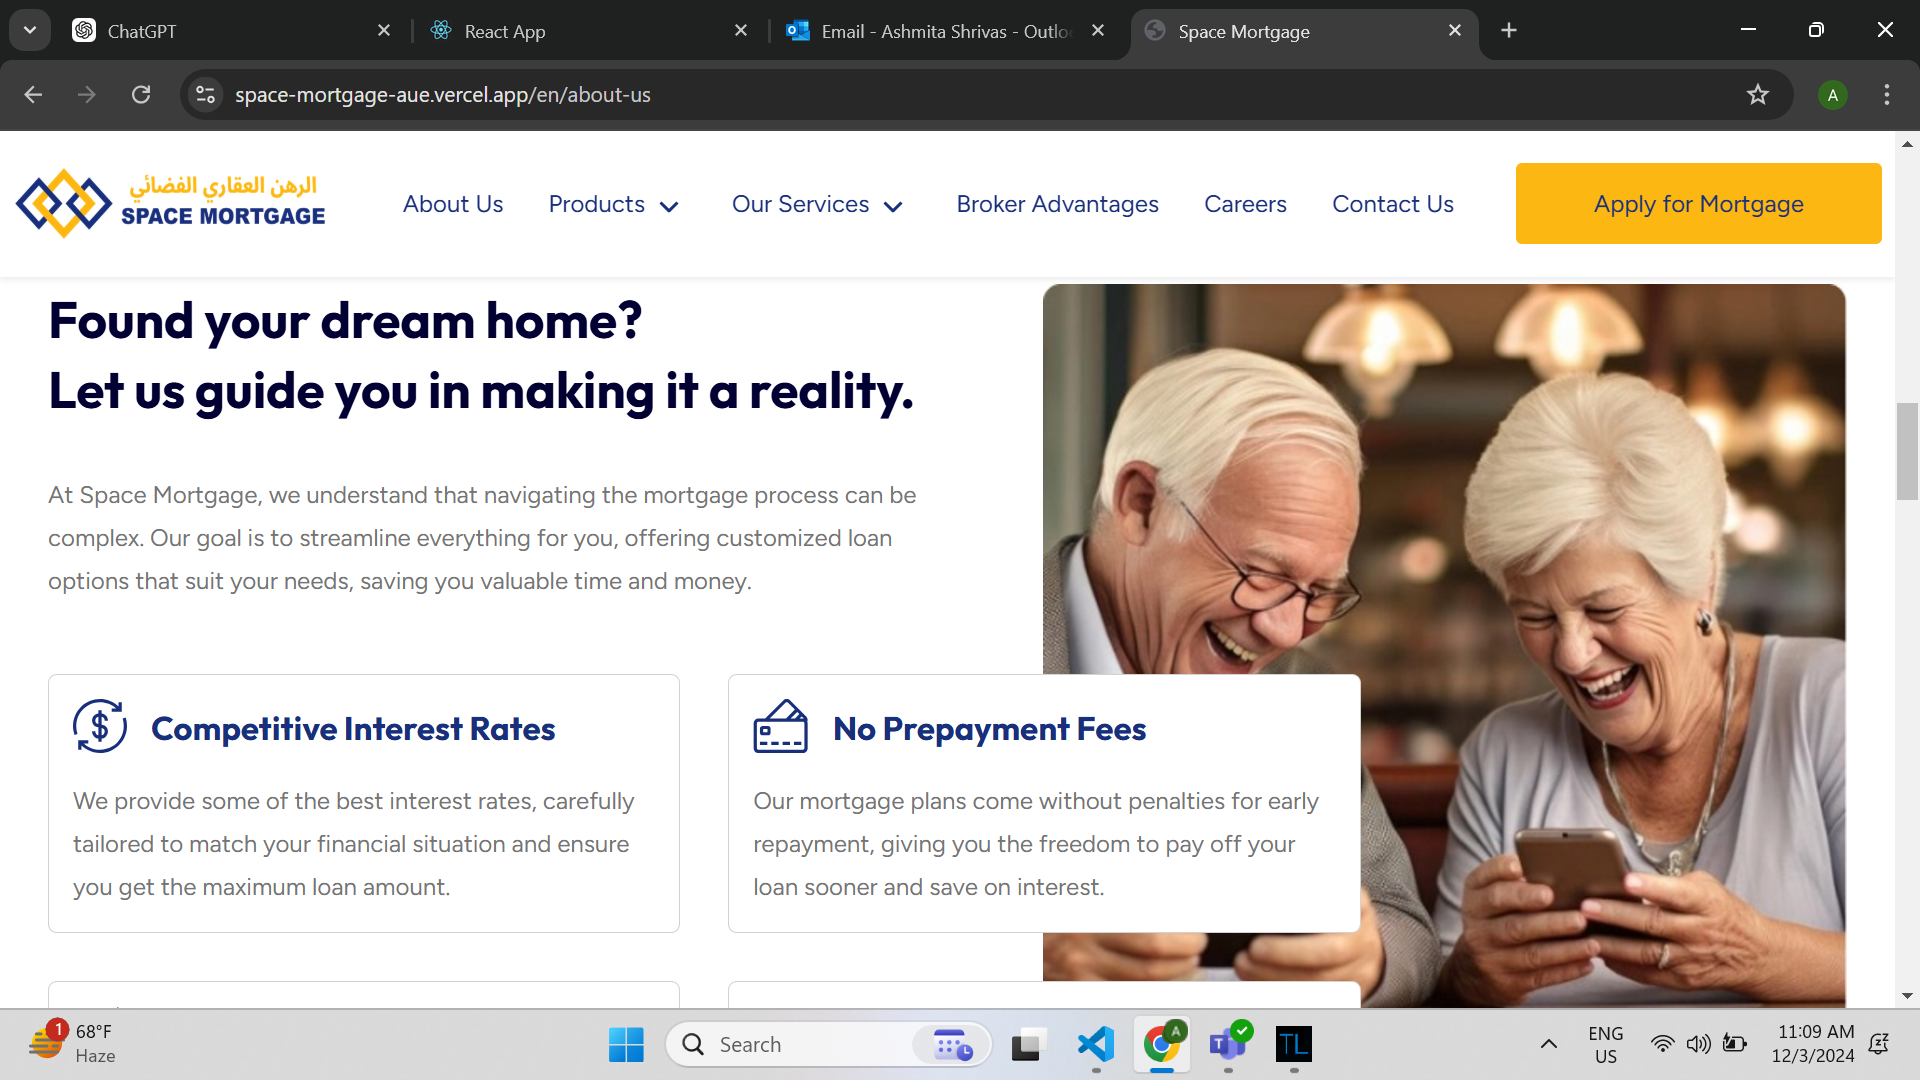 ChatGPT
React App
Email - Ashmita Shrivas - Outlo
Space Mortgage
space-mortgage-aue.vercel.app/en/about-us
A
الرهن العقاري الفضائي
SPACE MORTGAGE
About Us
Products
Our Services
Broker Advantages
Careers
Contact Us
Apply for Mortgage
Found your dream home?
Let us guide you in making it a reality.
At Space Mortgage, we understand that navigating the mortgage process can be
complex. Our goal is to streamline everything for you, offering customized loan
options that suit your needs, saving you valuable time and money.
$
Competitive Interest Rates
We provide some of the best interest rates, carefully
tailored to match your financial situation and ensure
you get the maximum loan amount.
No Prepayment Fees
Our mortgage plans come without penalties for early
repayment, giving you the freedom to pay off your
loan sooner and save on interest.
1
68°F
Haze
Search
A
T
TL
ENG
US
11:09 AM
12/3/2024